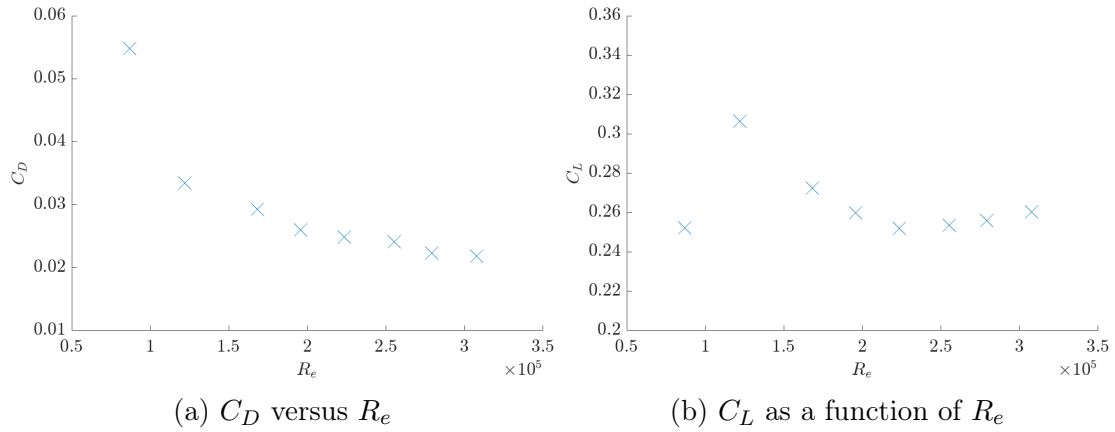 0.06
0.05
0.04
0.03
0.02
0.01
C_D
0.5 1 1.5 2 2.5 3 3.5
R_e
×10^5
(a) C_D versus R_e
0.36
0.34
0.32
0.3
0.28
0.26
0.24
0.22
0.2
C_L
0.5 1 1.5 2 2.5 3 3.5
R_e
×10^5
(b) C_L as a function of R_e